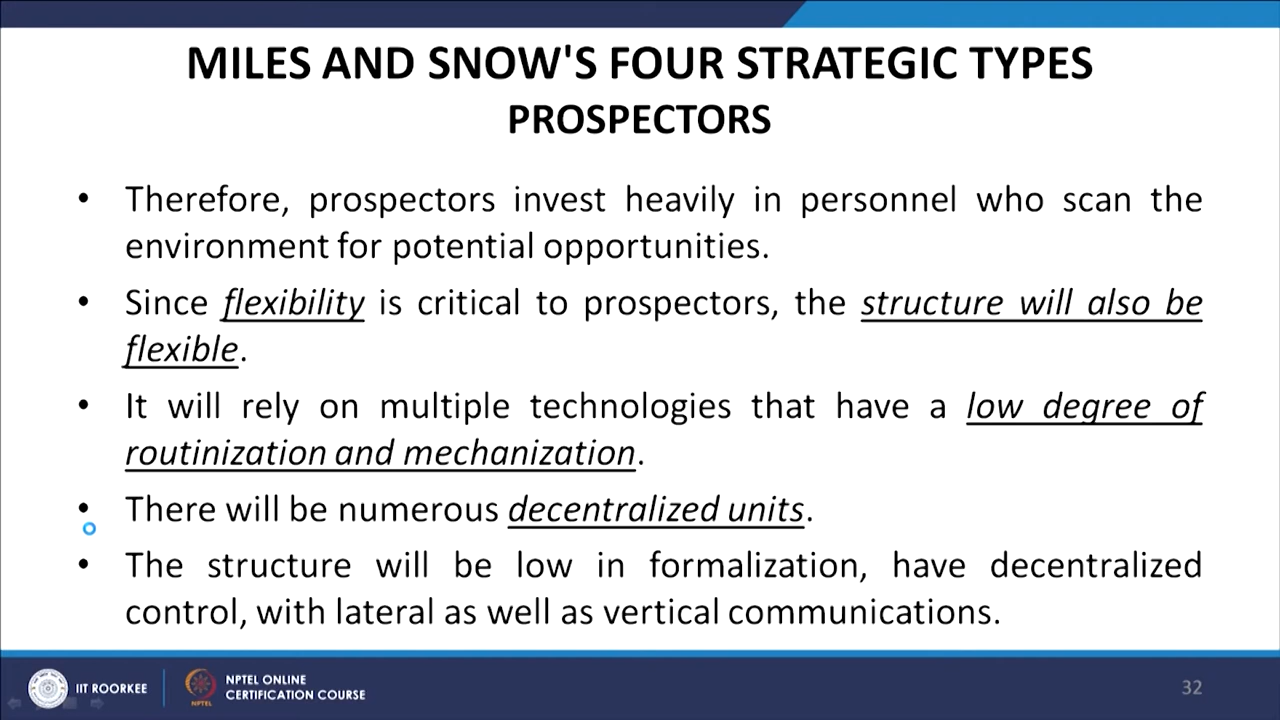 MILES AND SNOW'S FOUR STRATEGIC TYPES
PROSPECTORS
• Therefore, prospectors invest heavily in personnel who scan the
environment for potential opportunities.
• Since flexibility is critical to prospectors, the structure will also be
flexible.
• It will rely on multiple technologies that have a low degree of
routinization and mechanization.
• There will be numerous decentralized units.
• The structure will be low in formalization, have decentralized
control, with lateral as well as vertical communications.
IIT ROORKEE
NPTEL
NPTEL ONLINE
CERTIFICATION COURSE
32